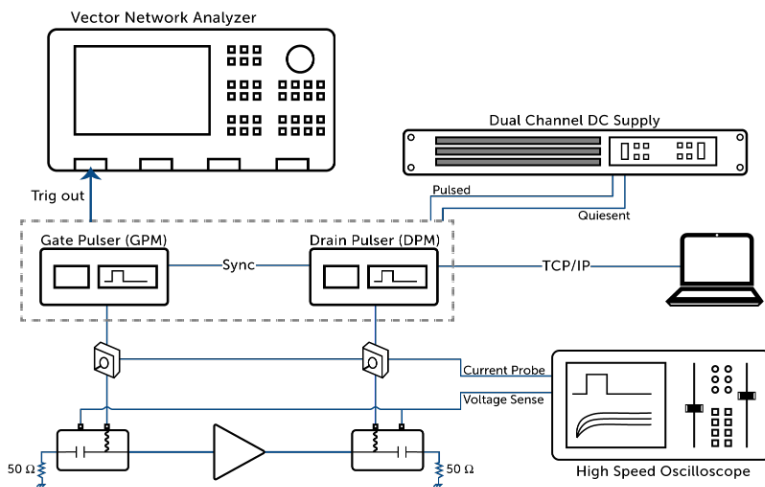 Vector Network Analyzer
Dual Channel DC Supply
Trig out
Pulsed
Quiesent
Gate Pulser (GPM)
Drain Pulser (DPM)
Sync
TCP/IP
Current Probe
Voltage Sense
50 Ω
50 Ω
High Speed Oscilloscope